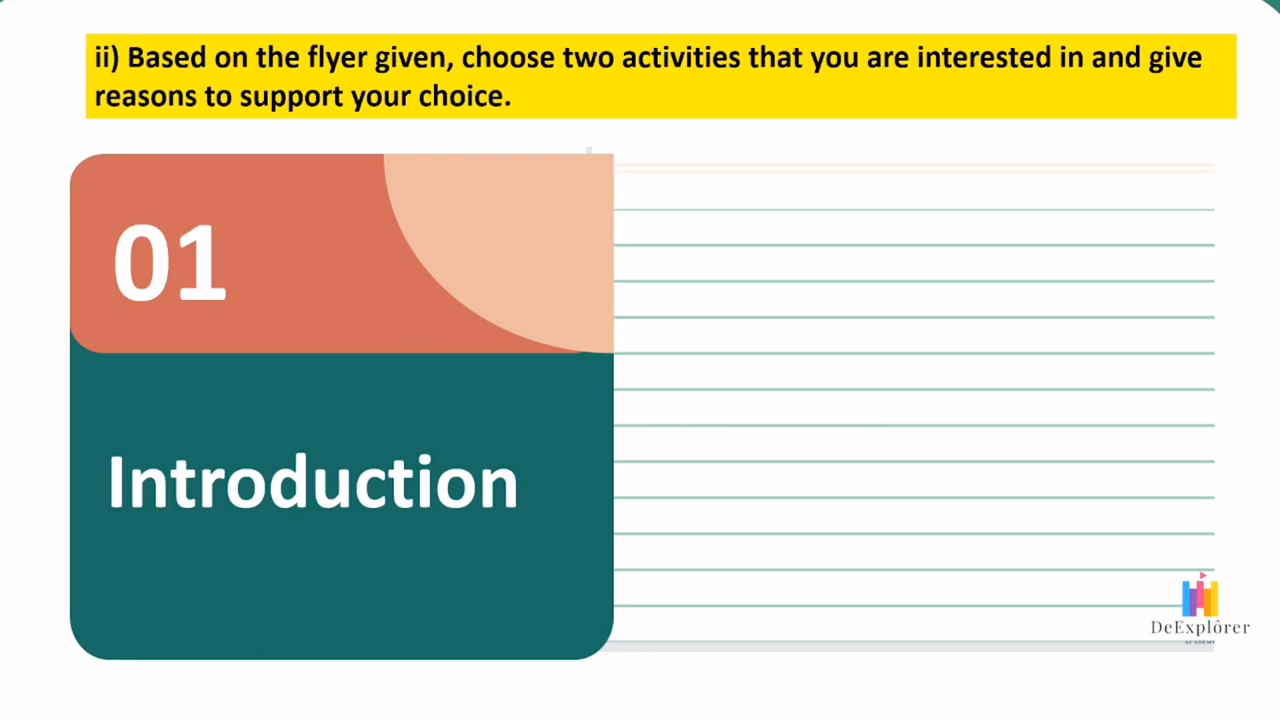 ii) Based on the flyer given, choose two activities that you are interested in and give
reasons to support your choice.
01
Introduction
DeExplôrer
ACADEMY